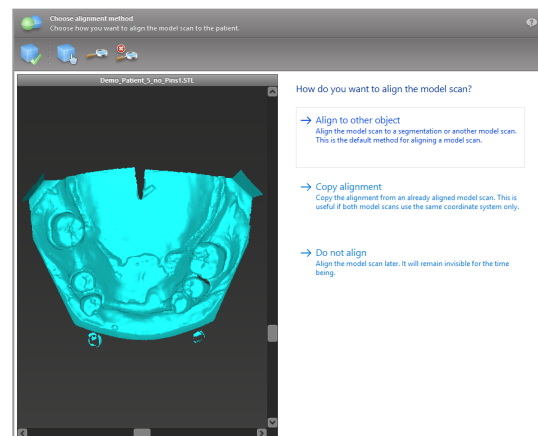 Choose alignment method
Choose how you want to align the model scan to the patient.
Demo_Patient_5_no_Pins1.STL
How do you want to align the model scan?
→ Align to other object
Align the model scan to a segmentation or another model scan.
This is the default method for aligning a model scan.
→ Copy alignment
Copy the alignment from an already aligned model scan. This is
useful if both model scans use the same coordinate system only.
→ Do not align
Align the model scan later. It will remain invisible for the time
being.